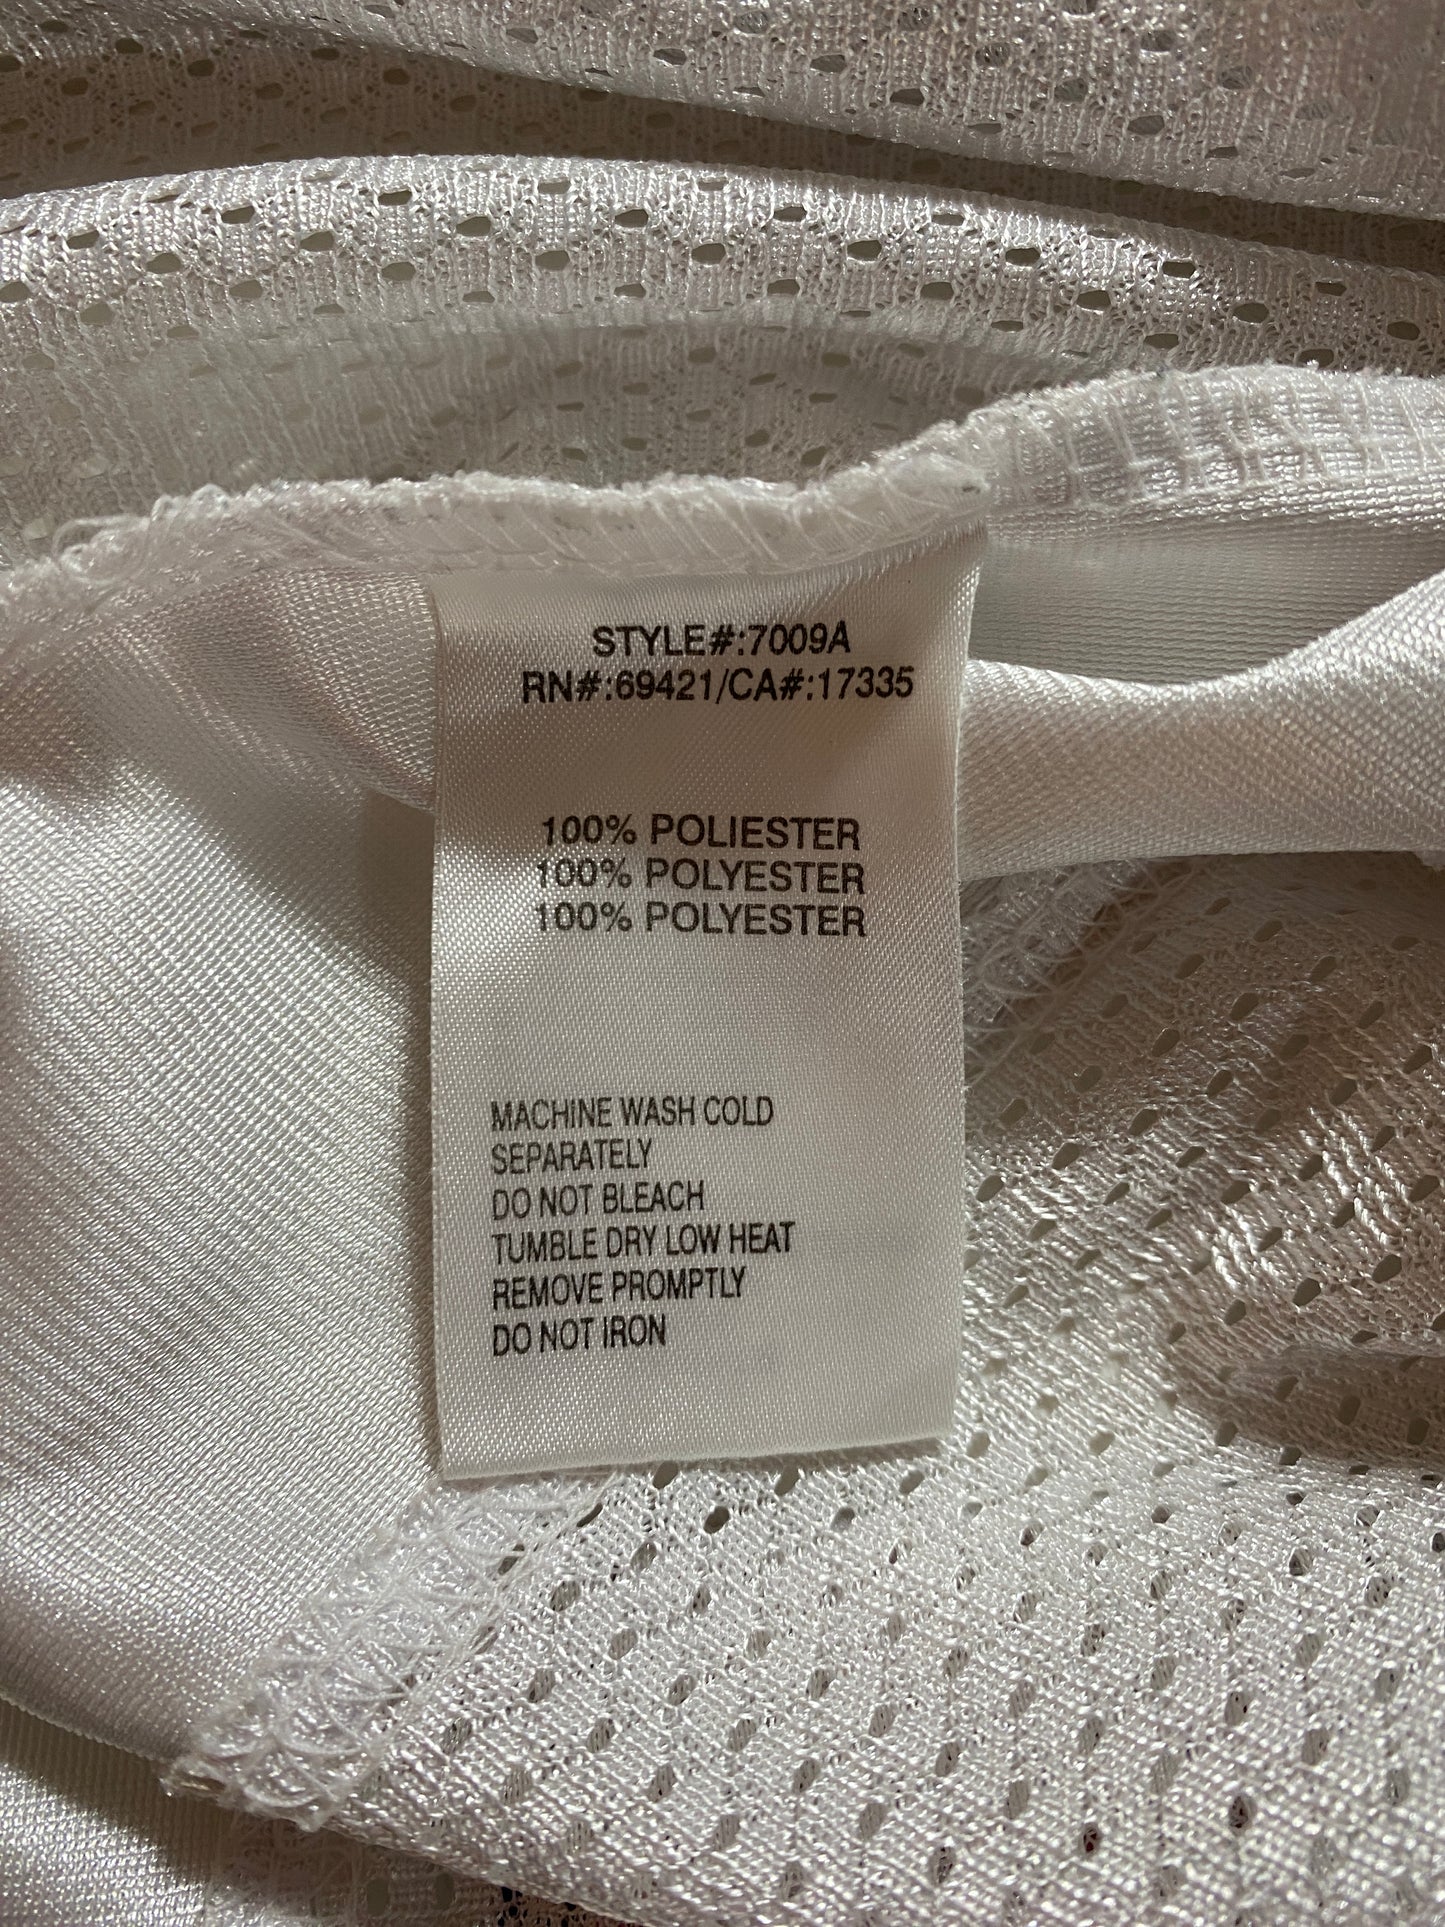 STYLE#:7009A
RN#:69421/CA#:17335
100% POLIESTER
100% POLYESTER
100% POLYESTER
MACHINE WASH COLD
SEPARATELY
DO NOT BLEACH
TUMBLE DRY LOW HEAT
REMOVE PROMPTLY
DO NOT IRON